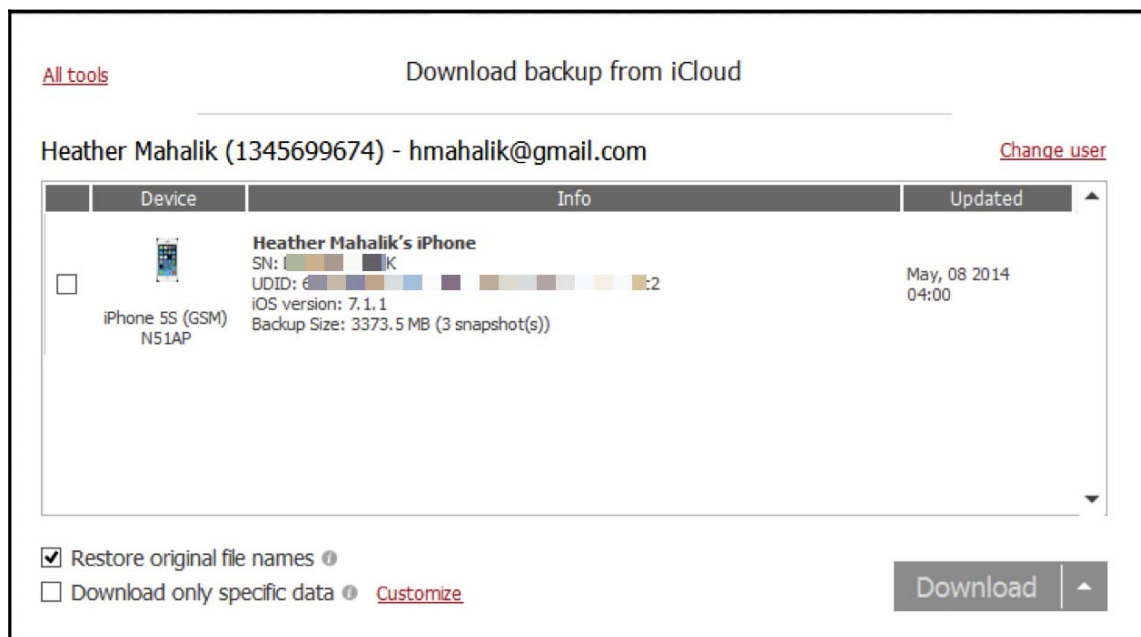 All tools
Download backup from iCloud
Heather Mahalik (1345699674) - hmahalik@gmail.com
Change user
Device
Info
Updated
Heather Mahalik's iPhone
SN: K
UDID: 6 2
iOS version: 7.1.1
Backup Size: 3373.5 MB (3 snapshot(s))
iPhone 5S (GSM)
N51AP
May, 08 2014
04:00
Restore original file names
Download only specific data
Customize
Download